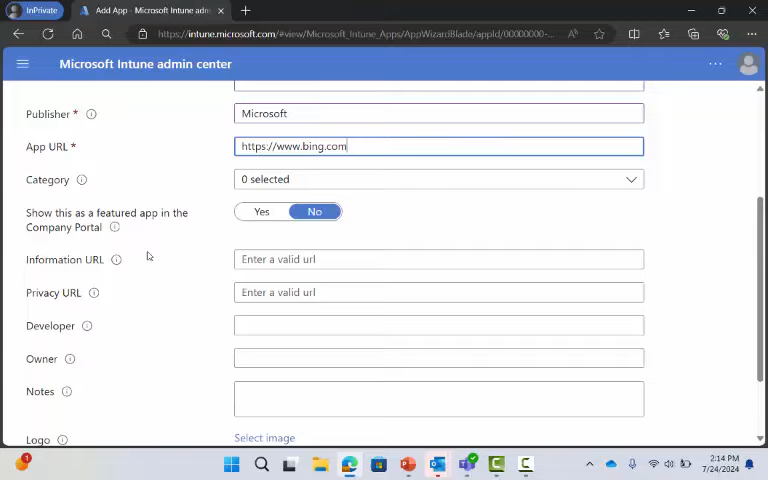 InPrivate
Add App - Microsoft Intune adm
https://intune.microsoft.com/#view/Microsoft_Intune_Apps/AppWizardBlade/appId/00000000-...
Microsoft Intune admin center
Publisher *
Microsoft
App URL *
https://www.bing.com
Category
0 selected
Show this as a featured app in the
Company Portal
Yes
No
Information URL
Enter a valid url
Privacy URL
Enter a valid url
Developer
Owner
Notes
Logo
Select image
1
2:14 PM
7/24/2024